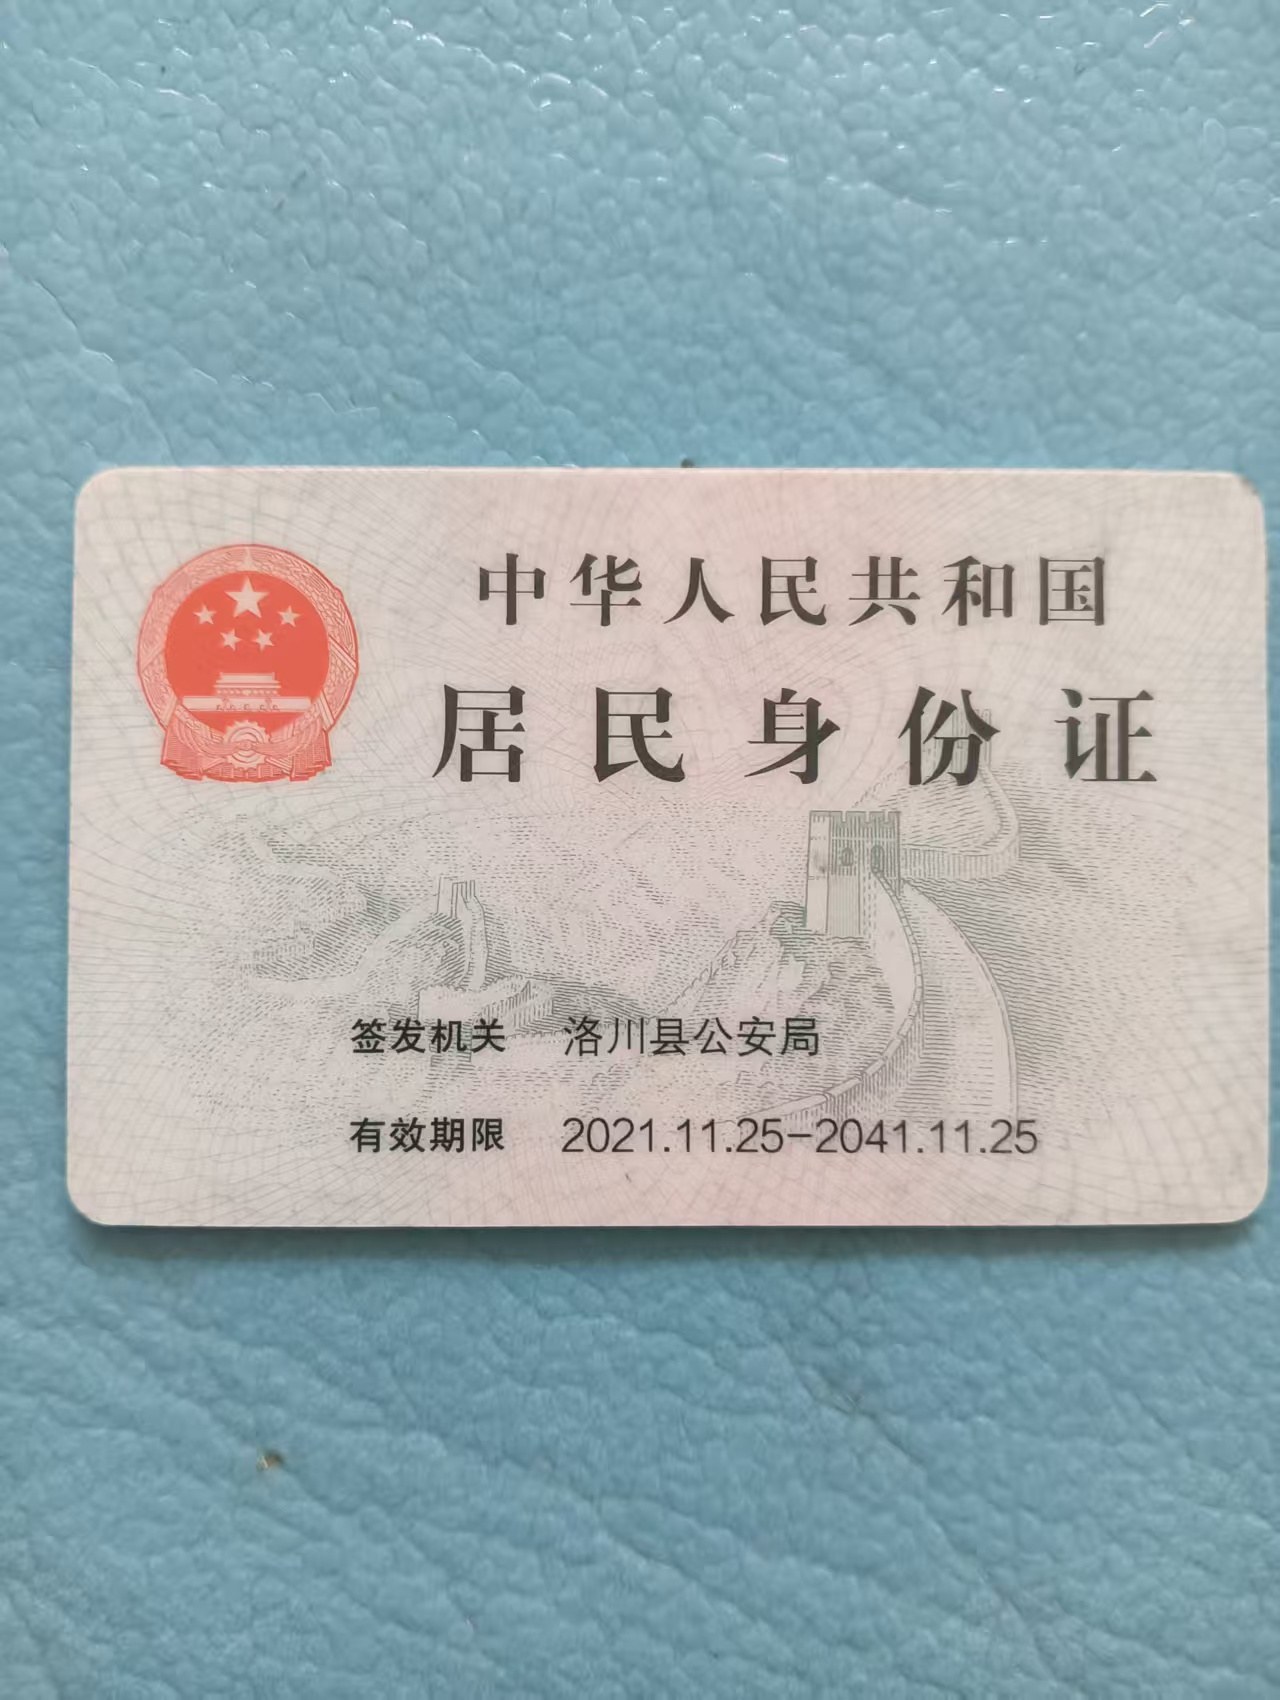 中华人民共和国
居民身份证
签发机关 洛川县公安局
有效期限 2021.11.25-2041.11.25